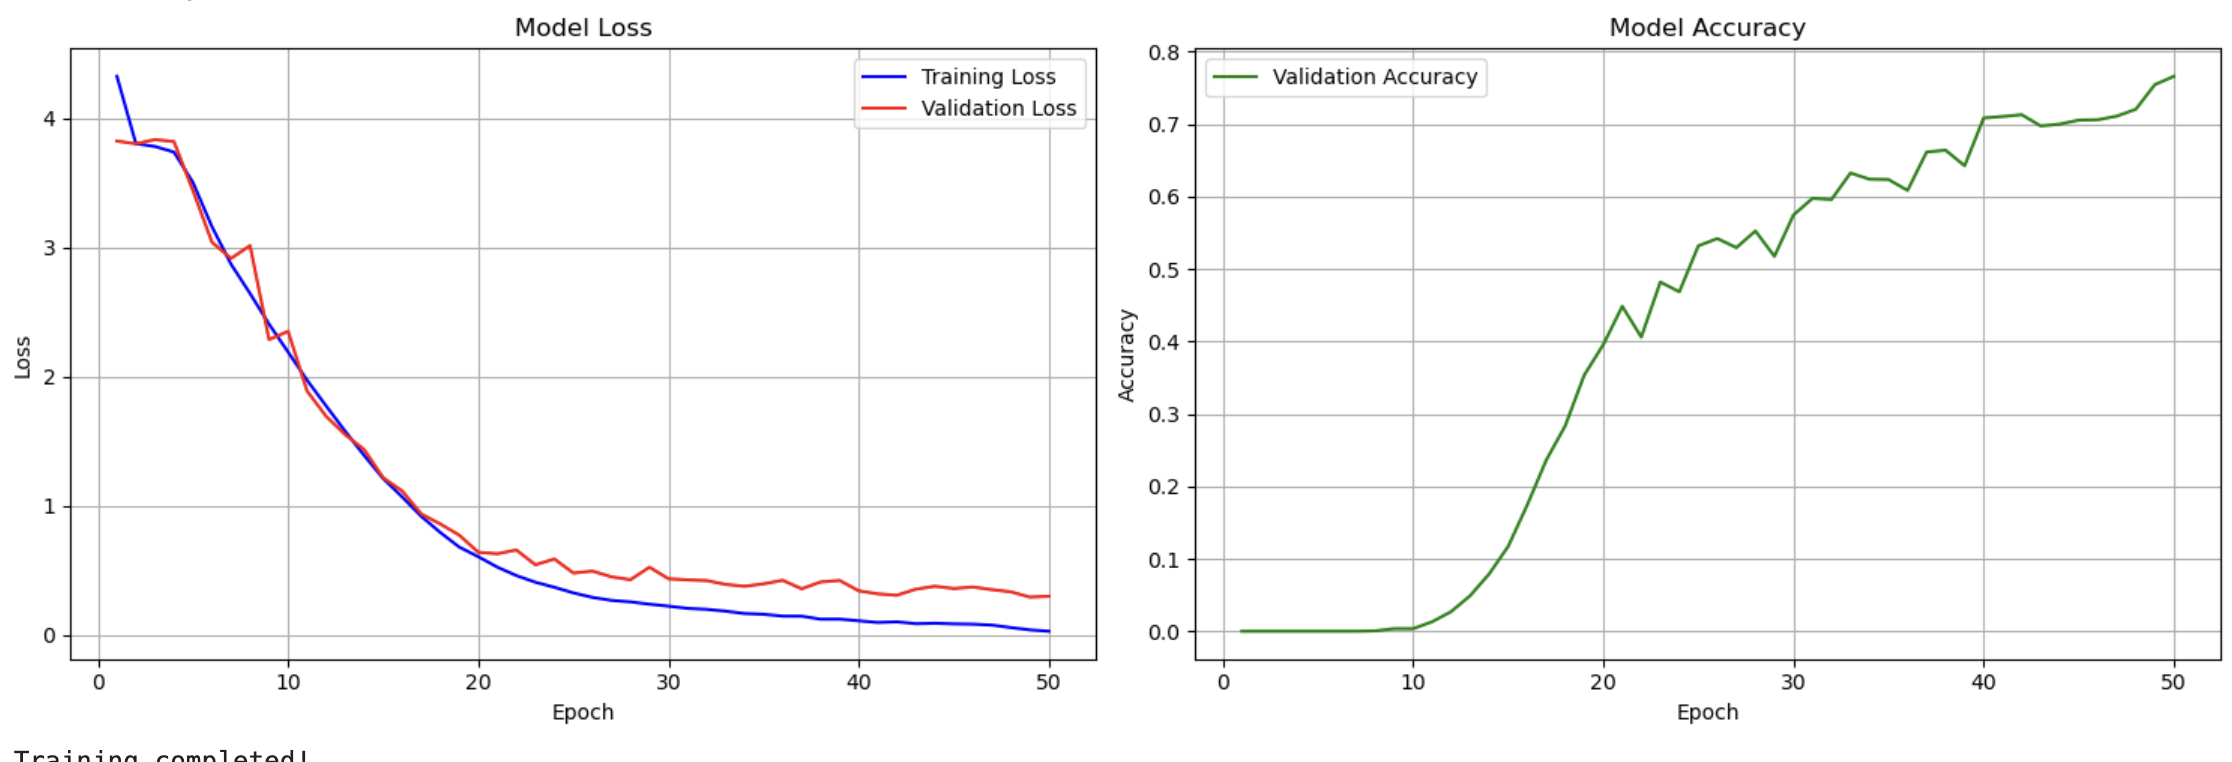 Model Loss
Training Loss
Validation Loss
4
3
2
1
0
Loss
0 10 20 30 40 50
Epoch
Model Accuracy
Validation Accuracy
0.8
0.7
0.6
0.5
0.4
0.3
0.2
0.1
0.0
Accuracy
0 10 20 30 40 50
Epoch
Training completed!